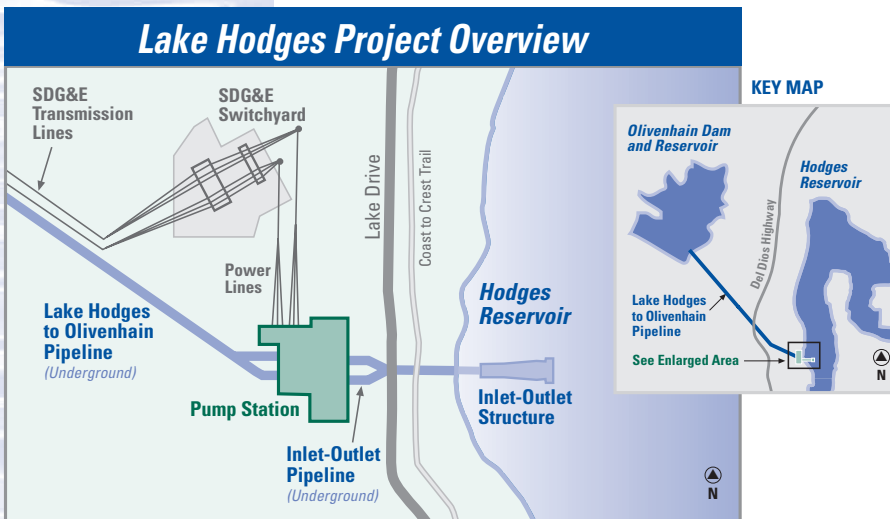 Lake Hodges Project Overview
SDG&E
Transmission
Lines
SDG&E
Switchyard
Lake Drive
Coast to Crest Trail
Power
Lines
Hodges
Reservoir
Lake Hodges
to Olivenhain
Pipeline
(Underground)
Pump Station
Inlet-Outlet
Structure
Inlet-Outlet
Pipeline
(Underground)
N
KEY MAP
Olivenhain Dam
and Reservoir
Hodges
Reservoir
Del Dios Highway
Lake Hodges
to Olivenhain
Pipeline
See Enlarged Area
N